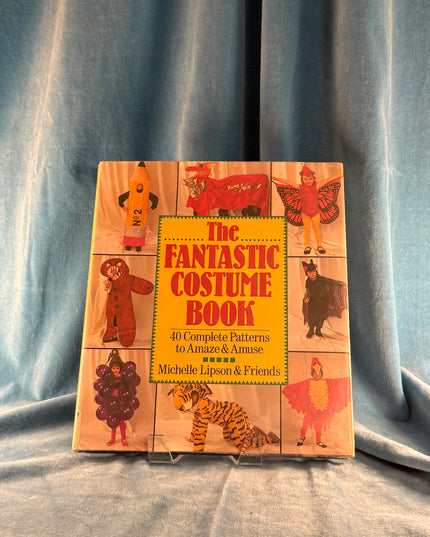 No 2
The
FANTASTIC
COSTUME
BOOK
40 Complete Patterns
to Amaze & Amuse
Michelle Lipson & Friends